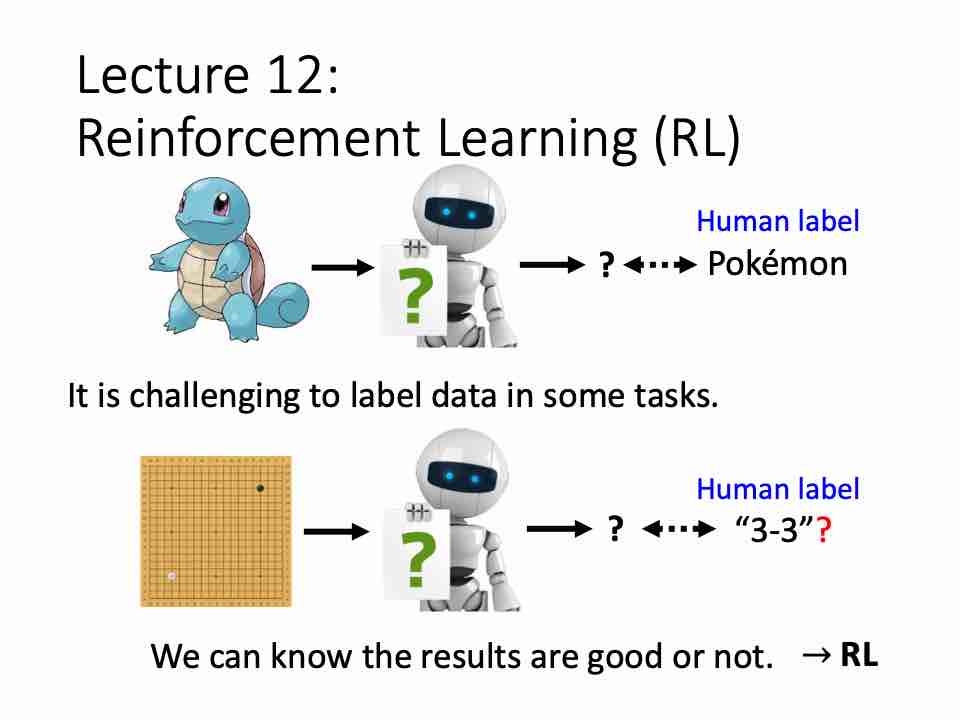 Lecture 12:
Reinforcement Learning (RL)
Human label
?
? Pokémon
It is challenging to label data in some tasks.
Human label
?
? “3-3”?
We can know the results are good or not. → RL